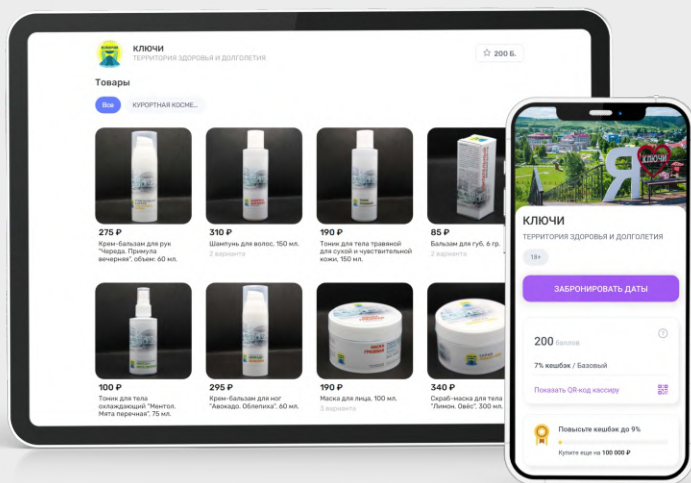 КЛЮЧИ
ТЕРРИТОРИЯ ЗДОРОВЬЯ И ДОЛГОЛЕТИЯ
200 Б.
Товары
Все
КУРОРТНАЯ КОСМЕ...
275 ₽
Крем-бальзам для рук
"Череда. Примула
вечерняя", объем: 60 мл.
310 ₽
Шампунь для волос, 150 мл.
2 варианта
190 ₽
Тоник для тела травяной
для сухой и чувствительной
кожи, 150 мл.
85 ₽
Бальзам для губ, 6 гр.
2 варианта
100 ₽
Тоник для тела
охлаждающий "Ментол.
Мята перечная", 75 мл.
295 ₽
Крем-бальзам для ног
"Авокадо. Облепиха", 60 мл.
190 ₽
Маска для лица, 100 мл.
3 варианта
340 ₽
Скраб-маска для тела
"Лимон. Овёс", 300 мл.
Я
КЛЮЧИ
КЛЮЧИ
ТЕРРИТОРИЯ ЗДОРОВЬЯ И ДОЛГОЛЕТИЯ
18+
ЗАБРОНИРОВАТЬ ДАТЫ
200 баллов
?
7% кешбэк / Базовый
Показать QR-код кассиру
Повысьте кешбэк до 9%
Купите еще на 100 000 ₽